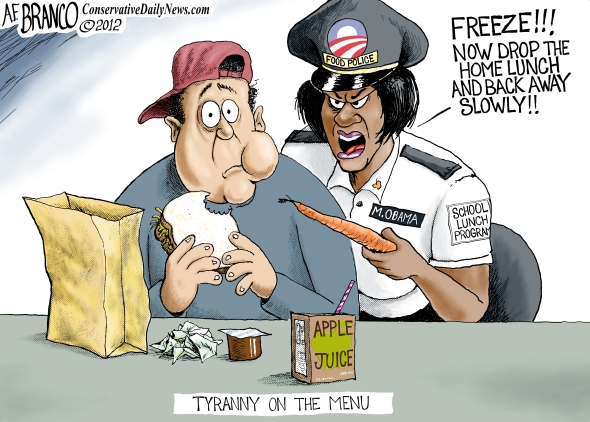 AF BRANCO ConservativeDailyNews.com
©2012
FREEZE!!!
NOW DROP THE
HOME LUNCH
AND BACK AWAY
SLOWLY!!
FOOD POLICE
M.OBAMA
SCHOOL
LUNCH
PROGRAM
APPLE
JUICE
TYRANNY ON THE MENU